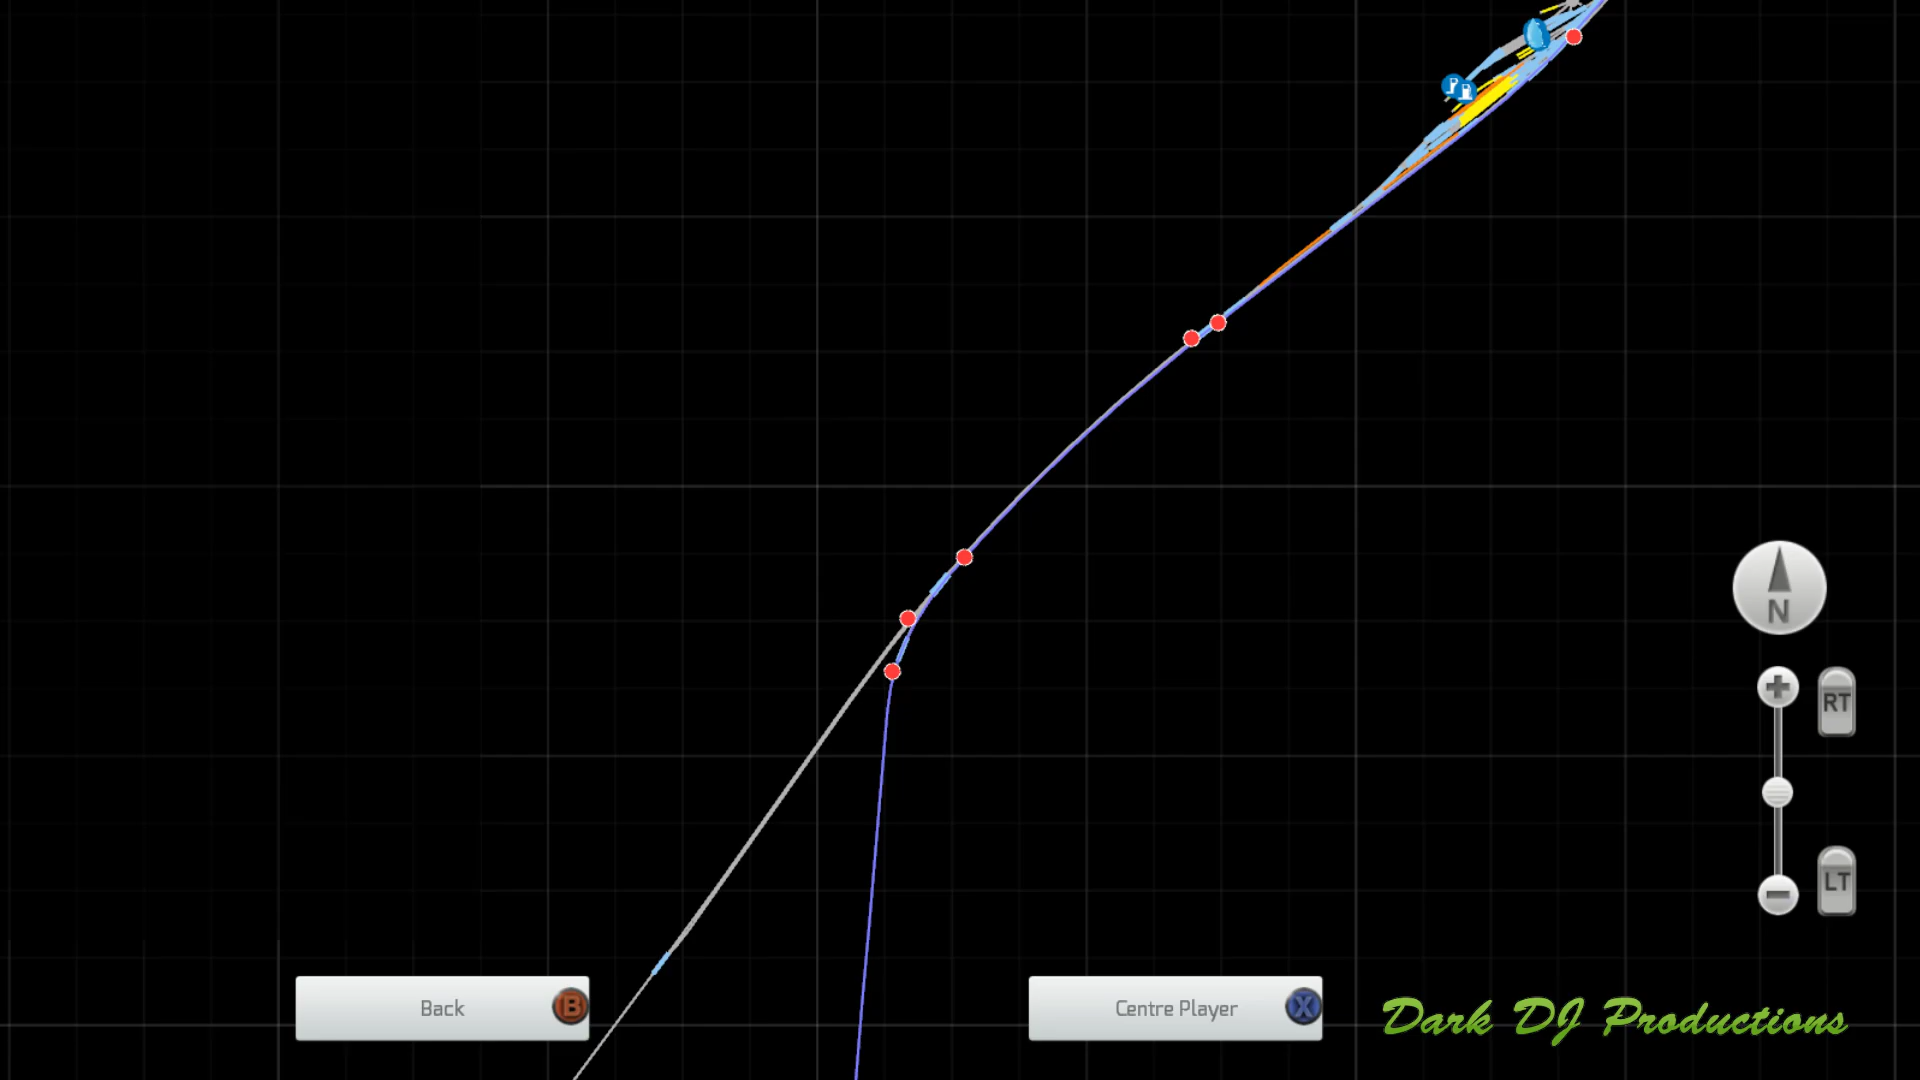 N
RT
LT
Back B
Centre Player X
Dark DJ Productions